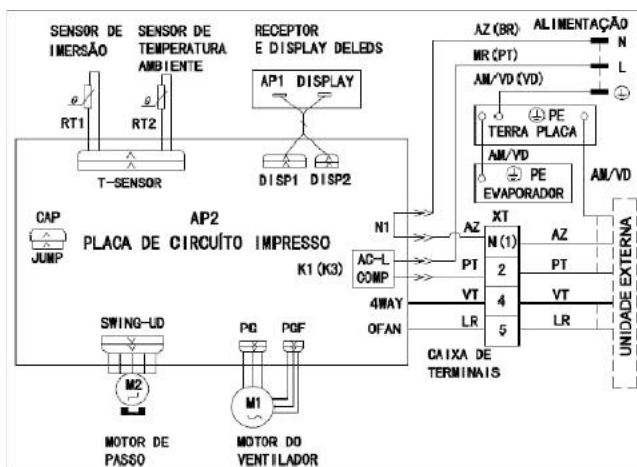 SENSOR DE
IMERSÃO
SENSOR DE
TEMPERATURA
AMBIENTE
RECEPTOR
E DISPLAY DELEDS
AZ(BR)
ALIMENTAÇÃO
N
MR(PT)
L
AM/VD(VD)
AP1 DISPLAY
RT1
RT2
PE
TERRA PLACA
AM/VD
PE
EVAPORADOR
AM/VD
T-SENSOR
DISP1
DISP2
CAP
JUMP
AP2
PLACA DE CIRCUÍTO IMPRESSO
N1
XT
AZ
N(1)
AZ
K1(K3)
AC-L
COMP
PT
2
PT
4WAY
VT
4
VT
OFAN
LR
5
LR
UNIDADE EXTERNA
SWING-UD
PG
PGF
CAIXA DE
TERMINAIS
M2
M1
MOTOR DE
PASSO
MOTOR DO
VENTILADOR